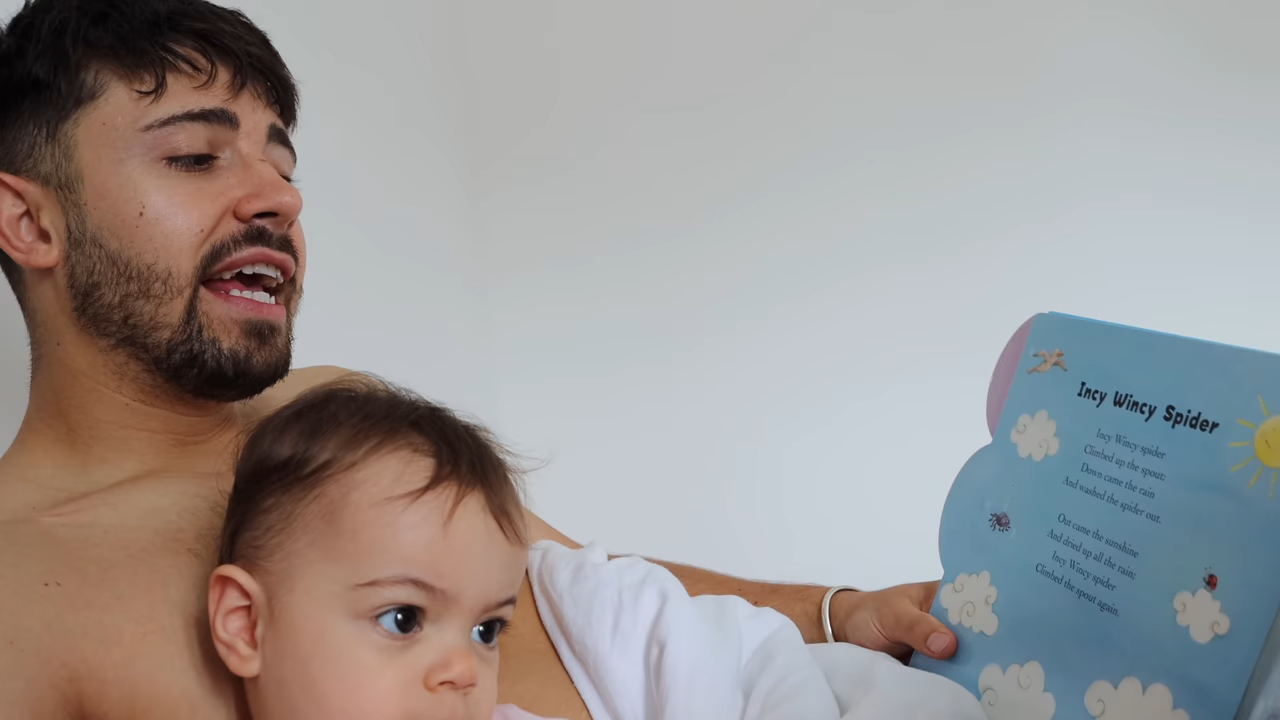 Incy Wincy Spider
Incy Wincy spider
Climbed up the spout;
Down came the rain
And washed the spider out.
Out came the sunshine
And dried up all the rain;
Incy Wincy spider
Climbed the spout again.